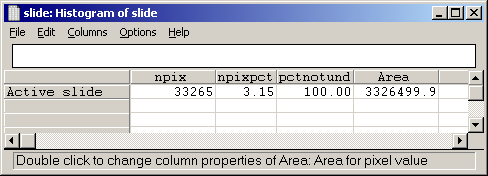 slide: Histogram of slide
File Edit Columns Options Help
npix npixpct pctnotund Area
Active slide 33265 3.15 100.00 3326499.9
Double click to change column properties of Area: Area for pixel value